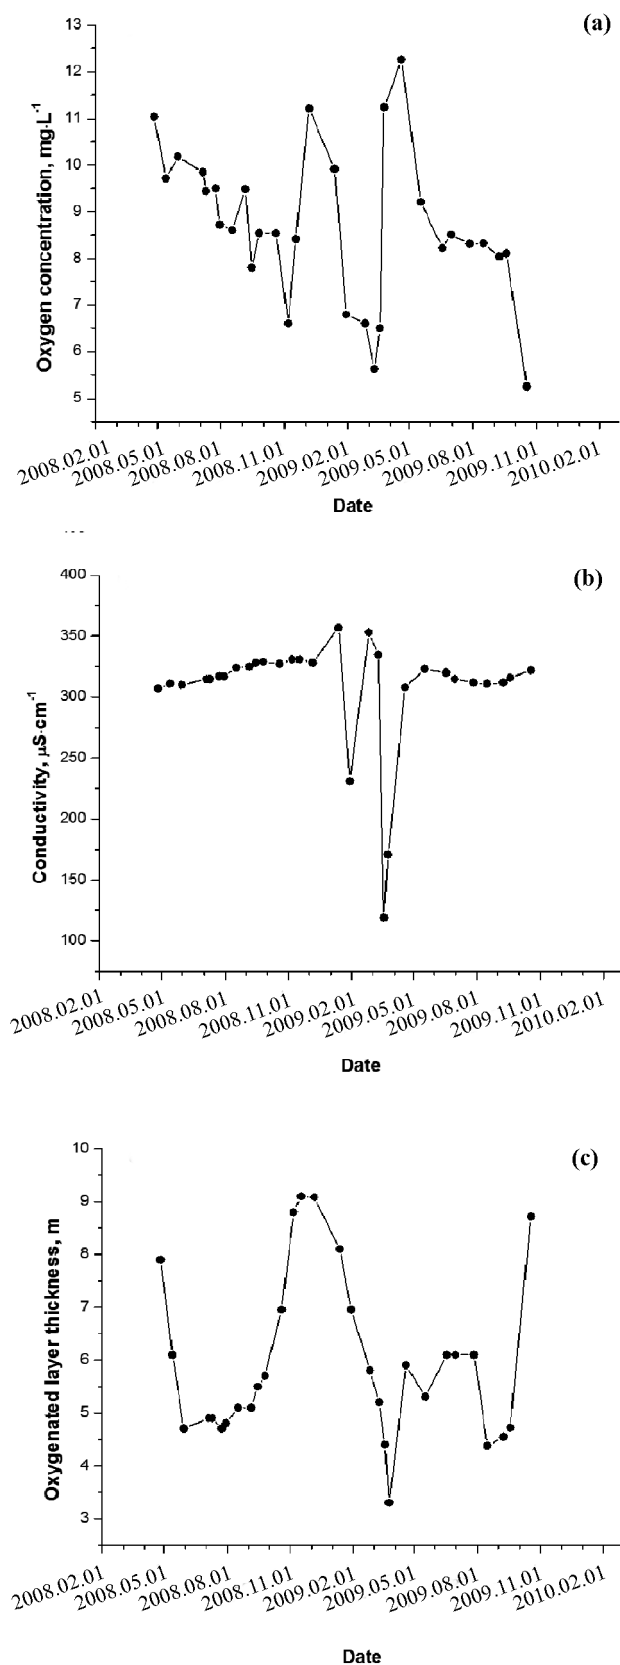 (a)
13
12
11
10
9
8
7
6
5
Oxygen concentration, mg·L⁻¹
2008.02.01 2008.05.01 2008.08.01 2008.11.01 2009.02.01 2009.05.01 2009.08.01 2009.11.01 2010.02.01
Date
(b)
400
350
300
250
200
150
100
Conductivity, µS·cm⁻¹
2008.02.01 2008.05.01 2008.08.01 2008.11.01 2009.02.01 2009.05.01 2009.08.01 2009.11.01 2010.02.01
Date
(c)
10
9
8
7
6
5
4
3
Oxygenated layer thickness, m
2008.02.01 2008.05.01 2008.08.01 2008.11.01 2009.02.01 2009.05.01 2009.08.01 2009.11.01 2010.02.01
Date